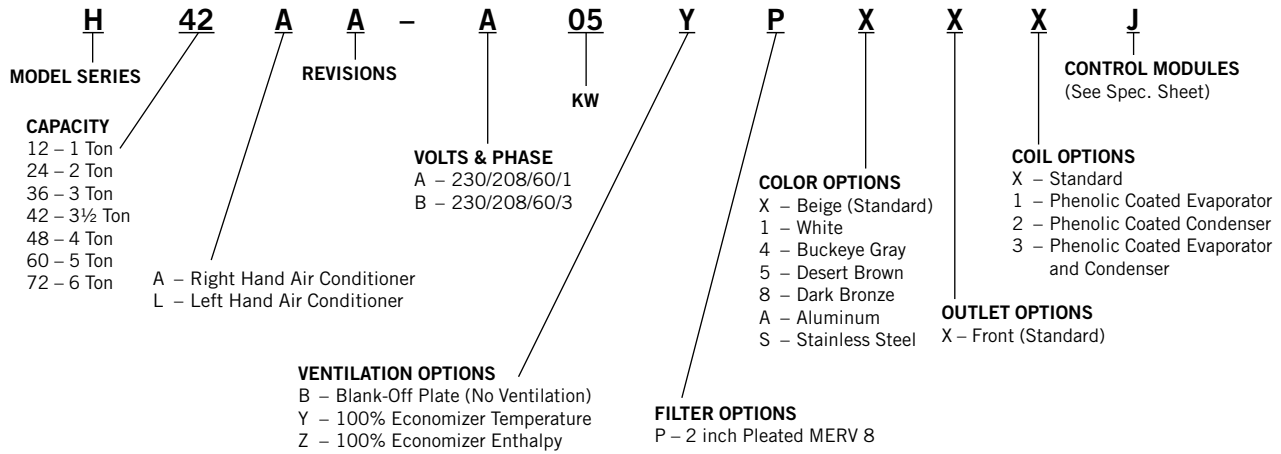 H 42 A A – A 05 Y P X X X J
MODEL SERIES
CAPACITY
12 – 1 Ton
24 – 2 Ton
36 – 3 Ton
42 – 3½ Ton
48 – 4 Ton
60 – 5 Ton
72 – 6 Ton
A – Right Hand Air Conditioner
L – Left Hand Air Conditioner
REVISIONS
VOLTS & PHASE
A – 230/208/60/1
B – 230/208/60/3
KW
VENTILATION OPTIONS
B – Blank-Off Plate (No Ventilation)
Y – 100% Economizer Temperature
Z – 100% Economizer Enthalpy
FILTER OPTIONS
P – 2 inch Pleated MERV 8
COLOR OPTIONS
X – Beige (Standard)
1 – White
4 – Buckeye Gray
5 – Desert Brown
8 – Dark Bronze
A – Aluminum
S – Stainless Steel
OUTLET OPTIONS
X – Front (Standard)
COIL OPTIONS
X – Standard
1 – Phenolic Coated Evaporator
2 – Phenolic Coated Condenser
3 – Phenolic Coated Evaporator
and Condenser
CONTROL MODULES
(See Spec. Sheet)